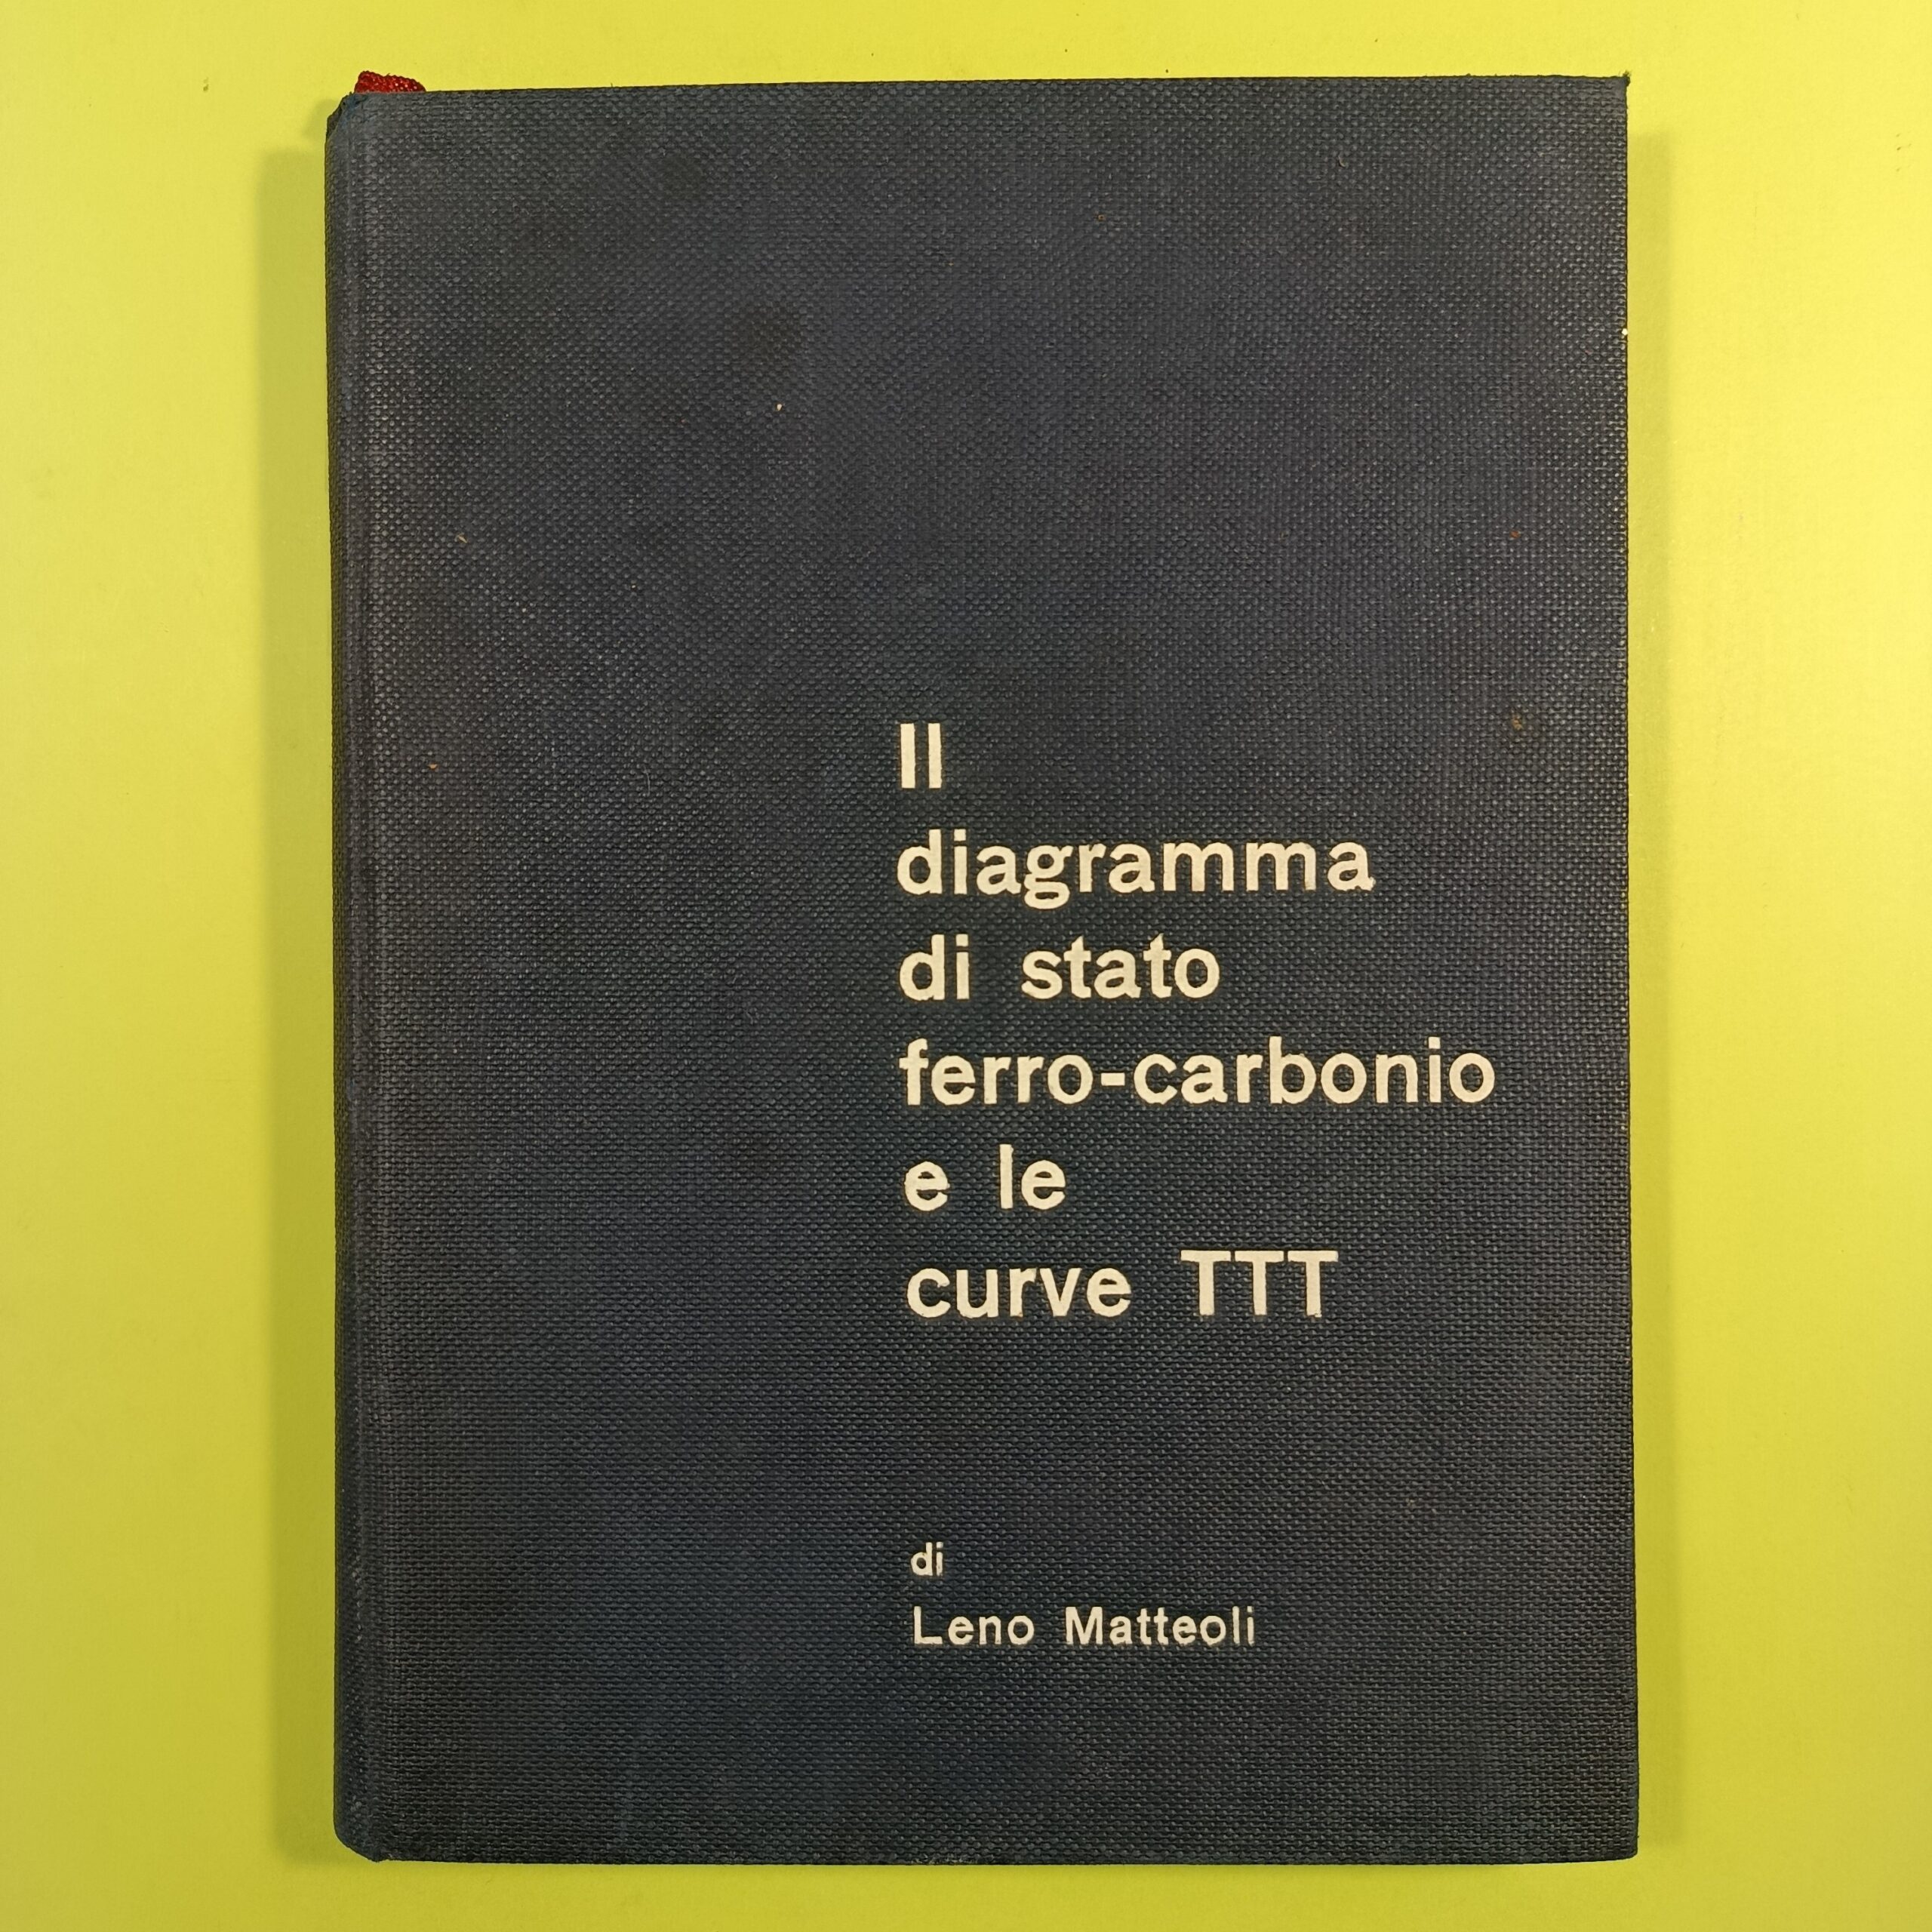 Il
diagramma
di stato
ferro-carbonio
e le
curve TTT
di
Leno Matteoli